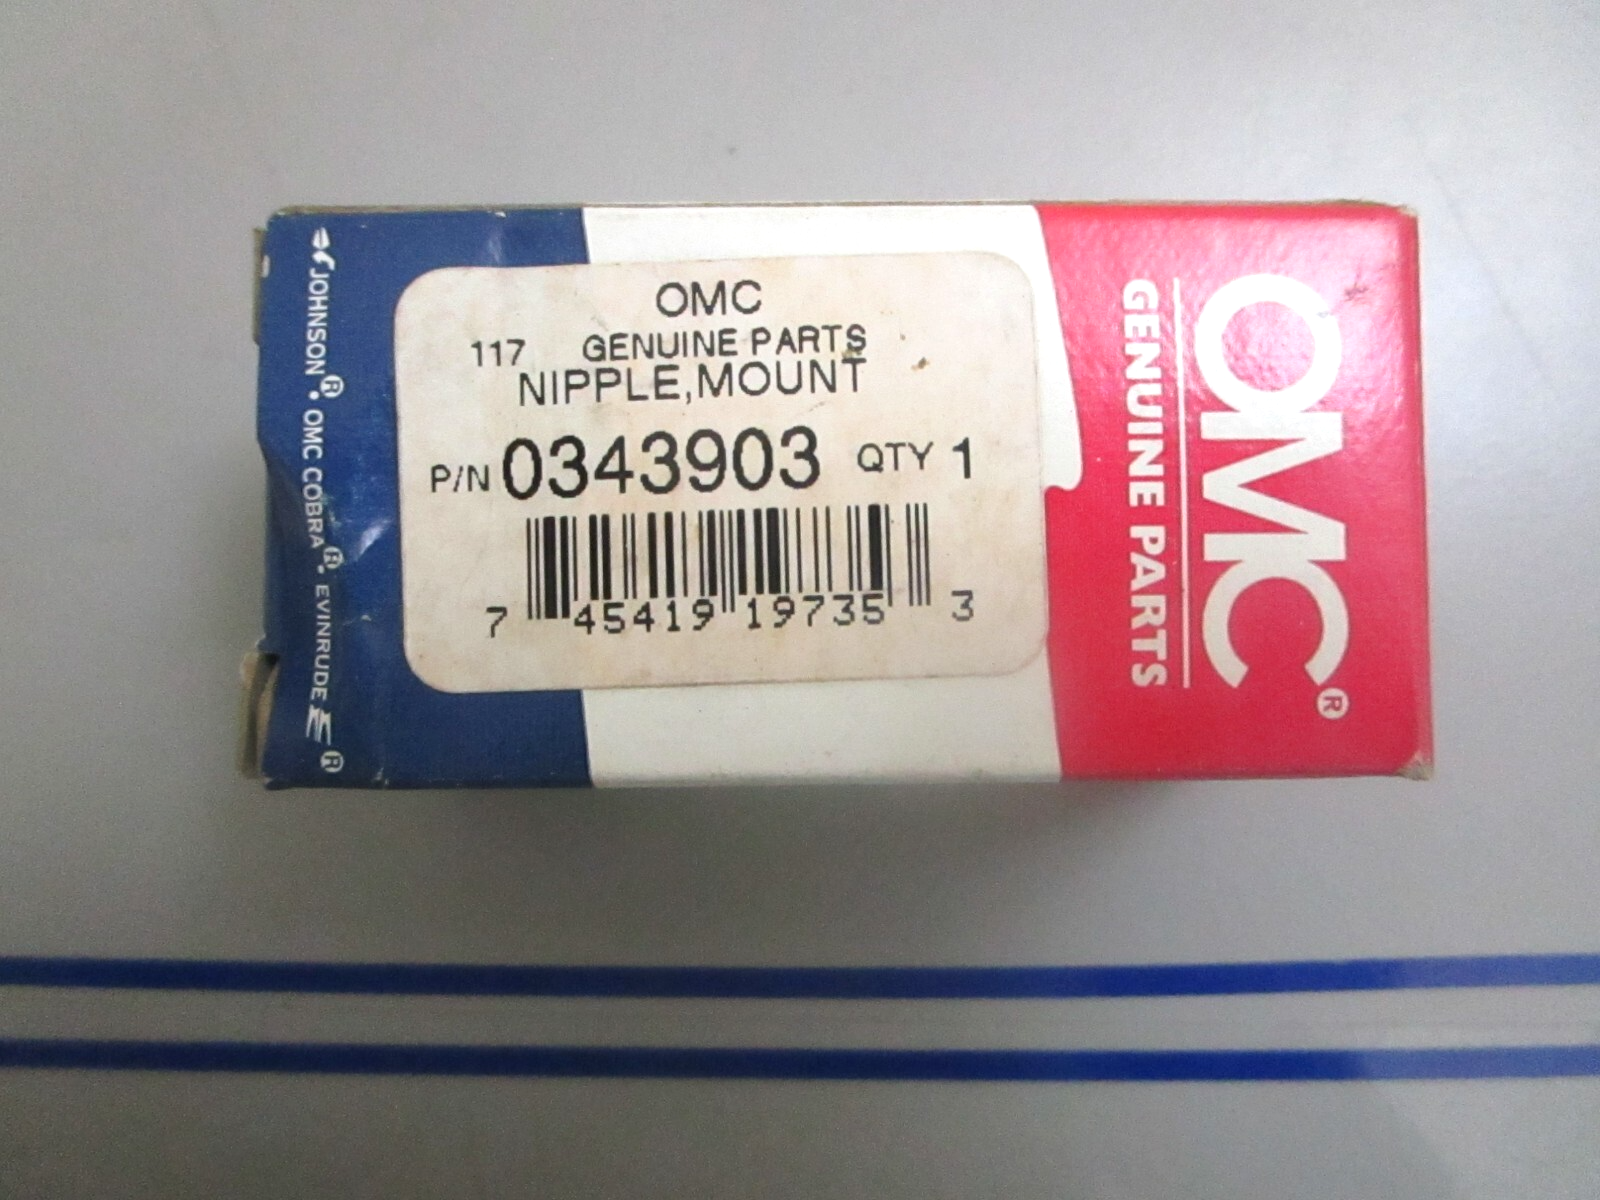 OMC
117 GENUINE PARTS
NIPPLE,MOUNT
P/N 0343903 QTY 1
7 45419 19735 3
JOHNSON® • OMC COBRA® • EVINRUDE ®
OMC®
GENUINE PARTS